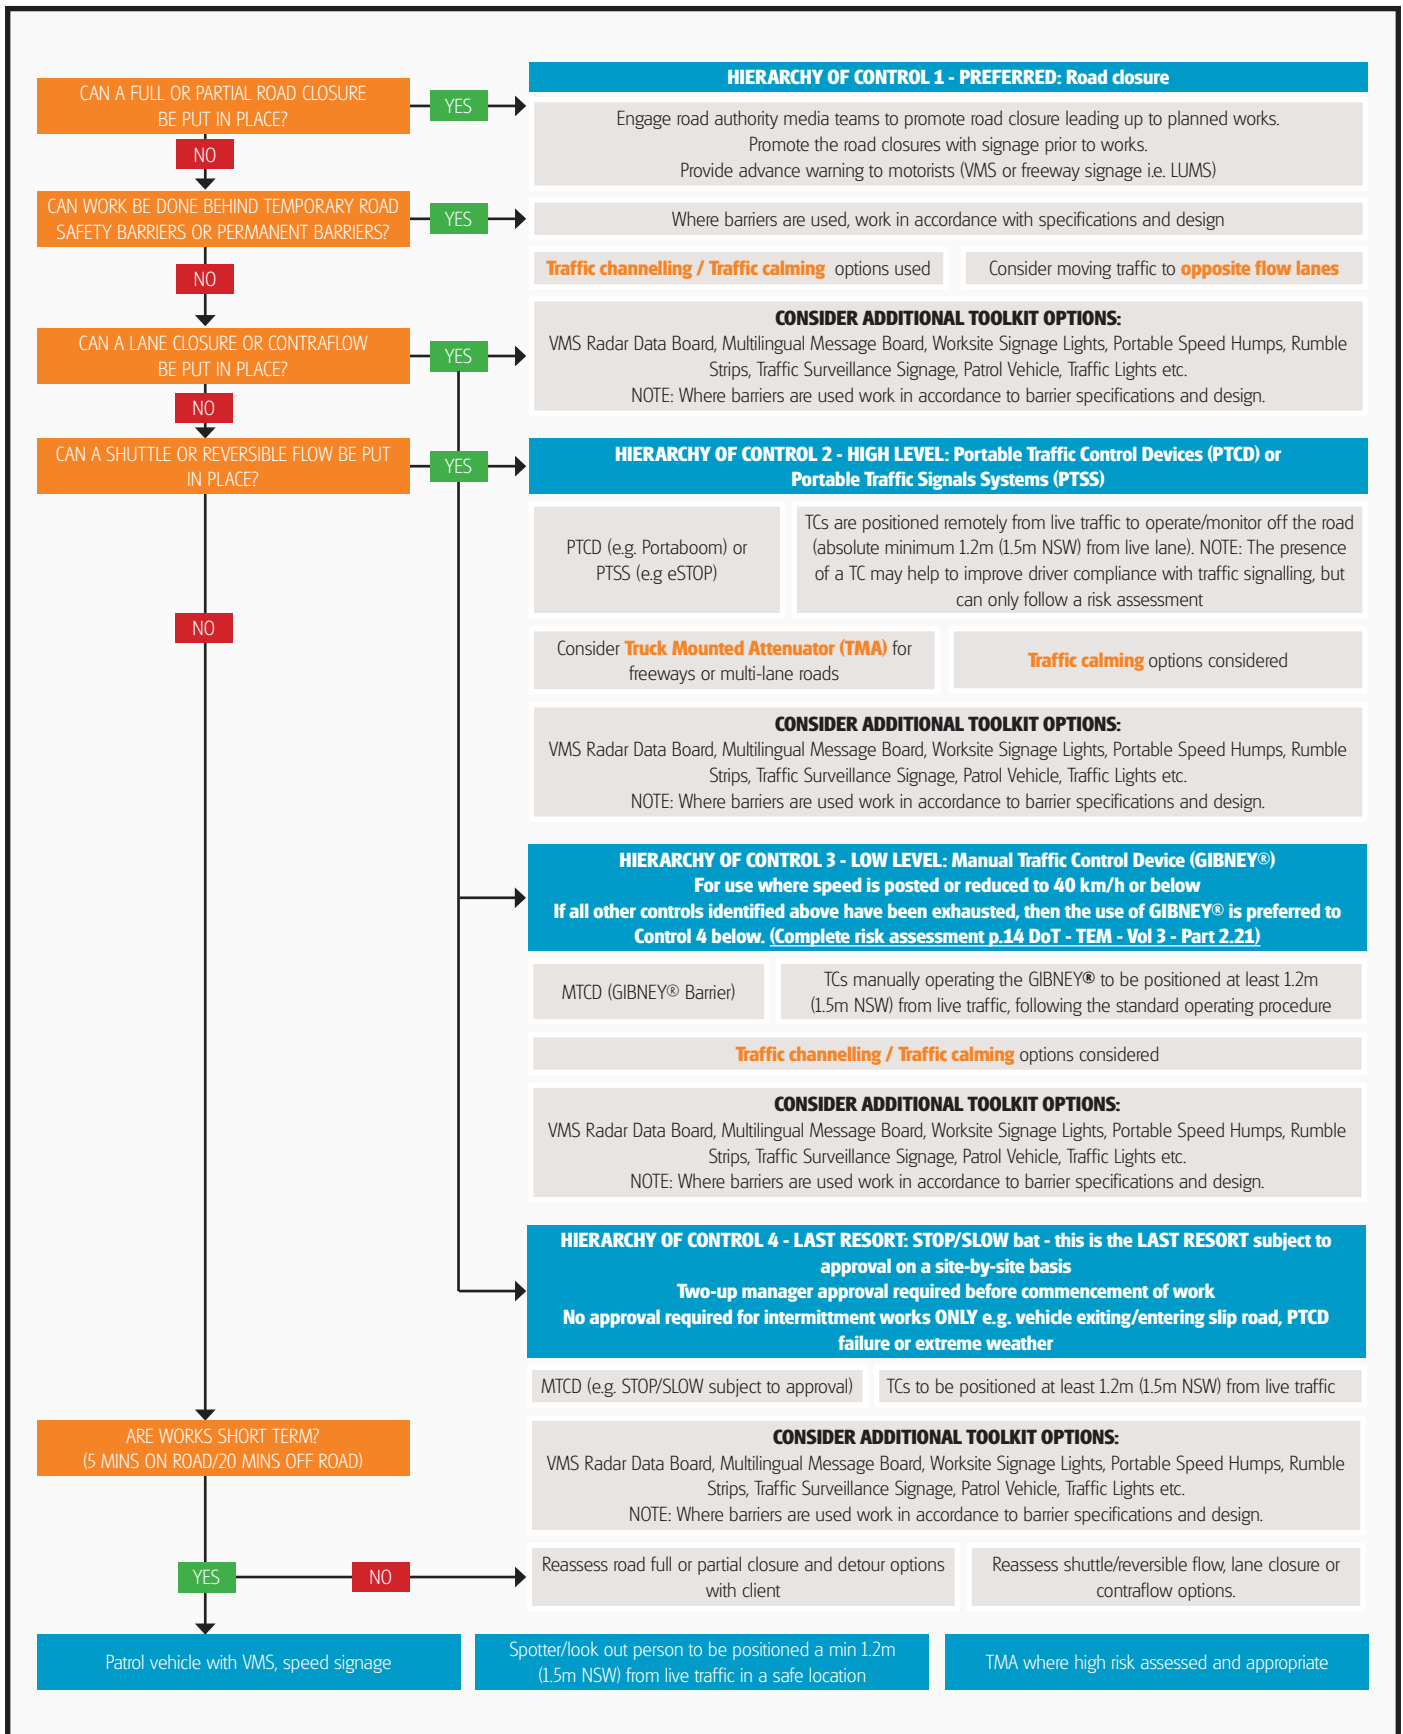 CAN A FULL OR PARTIAL ROAD CLOSURE
BE PUT IN PLACE?
YES
NO
HIERARCHY OF CONTROL 1 - PREFERRED: Road closure
Engage road authority media teams to promote road closure leading up to planned works.
Promote the road closures with signage prior to works.
Provide advance warning to motorists (VMS or freeway signage i.e. LUMS)
CAN WORK BE DONE BEHIND TEMPORARY ROAD
SAFETY BARRIERS OR PERMANENT BARRIERS?
YES
NO
Where barriers are used, work in accordance with specifications and design
Traffic channelling / Traffic calming options used
Consider moving traffic to opposite flow lanes
CAN A LANE CLOSURE OR CONTRAFLOW
BE PUT IN PLACE?
YES
NO
CONSIDER ADDITIONAL TOOLKIT OPTIONS:
VMS Radar Data Board, Multilingual Message Board, Worksite Signage Lights, Portable Speed Humps, Rumble
Strips, Traffic Surveillance Signage, Patrol Vehicle, Traffic Lights etc.
NOTE: Where barriers are used work in accordance to barrier specifications and design.
CAN A SHUTTLE OR REVERSIBLE FLOW BE PUT
IN PLACE?
YES
NO
HIERARCHY OF CONTROL 2 - HIGH LEVEL: Portable Traffic Control Devices (PTCD) or
Portable Traffic Signals Systems (PTSS)
PTCD (e.g. Portaboom) or
PTSS (e.g eSTOP)
TCs are positioned remotely from live traffic to operate/monitor off the road
(absolute minimum 1.2m (1.5m NSW) from live lane). NOTE: The presence
of a TC may help to improve driver compliance with traffic signalling, but
can only follow a risk assessment
Consider Truck Mounted Attenuator (TMA) for
freeways or multi-lane roads
Traffic calming options considered
CONSIDER ADDITIONAL TOOLKIT OPTIONS:
VMS Radar Data Board, Multilingual Message Board, Worksite Signage Lights, Portable Speed Humps, Rumble
Strips, Traffic Surveillance Signage, Patrol Vehicle, Traffic Lights etc.
NOTE: Where barriers are used work in accordance to barrier specifications and design.
HIERARCHY OF CONTROL 3 - LOW LEVEL: Manual Traffic Control Device (GIBNEY®)
For use where speed is posted or reduced to 40 km/h or below
If all other controls identified above have been exhausted, then the use of GIBNEY® is preferred to
Control 4 below. (Complete risk assessment p.14 DoT - TEM - Vol 3 - Part 2.21)
MTCD (GIBNEY® Barrier)
TCs manually operating the GIBNEY® to be positioned at least 1.2m
(1.5m NSW) from live traffic, following the standard operating procedure
Traffic channelling / Traffic calming options considered
CONSIDER ADDITIONAL TOOLKIT OPTIONS:
VMS Radar Data Board, Multilingual Message Board, Worksite Signage Lights, Portable Speed Humps, Rumble
Strips, Traffic Surveillance Signage, Patrol Vehicle, Traffic Lights etc.
NOTE: Where barriers are used work in accordance to barrier specifications and design.
HIERARCHY OF CONTROL 4 - LAST RESORT: STOP/SLOW bat - this is the LAST RESORT subject to
approval on a site-by-site basis
Two-up manager approval required before commencement of work
No approval required for intermittment works ONLY e.g. vehicle exiting/entering slip road, PTCD
failure or extreme weather
MTCD (e.g. STOP/SLOW subject to approval)
TCs to be positioned at least 1.2m (1.5m NSW) from live traffic
ARE WORKS SHORT TERM?
(5 MINS ON ROAD/20 MINS OFF ROAD)
CONSIDER ADDITIONAL TOOLKIT OPTIONS:
VMS Radar Data Board, Multilingual Message Board, Worksite Signage Lights, Portable Speed Humps, Rumble
Strips, Traffic Surveillance Signage, Patrol Vehicle, Traffic Lights etc.
NOTE: Where barriers are used work in accordance to barrier specifications and design.
YES
NO
Reassess road full or partial closure and detour options
with client
Reassess shuttle/reversible flow, lane closure or
contraflow options.
Patrol vehicle with VMS, speed signage
Spotter/look out person to be positioned a min 1.2m
(1.5m NSW) from live traffic in a safe location
TMA where high risk assessed and appropriate